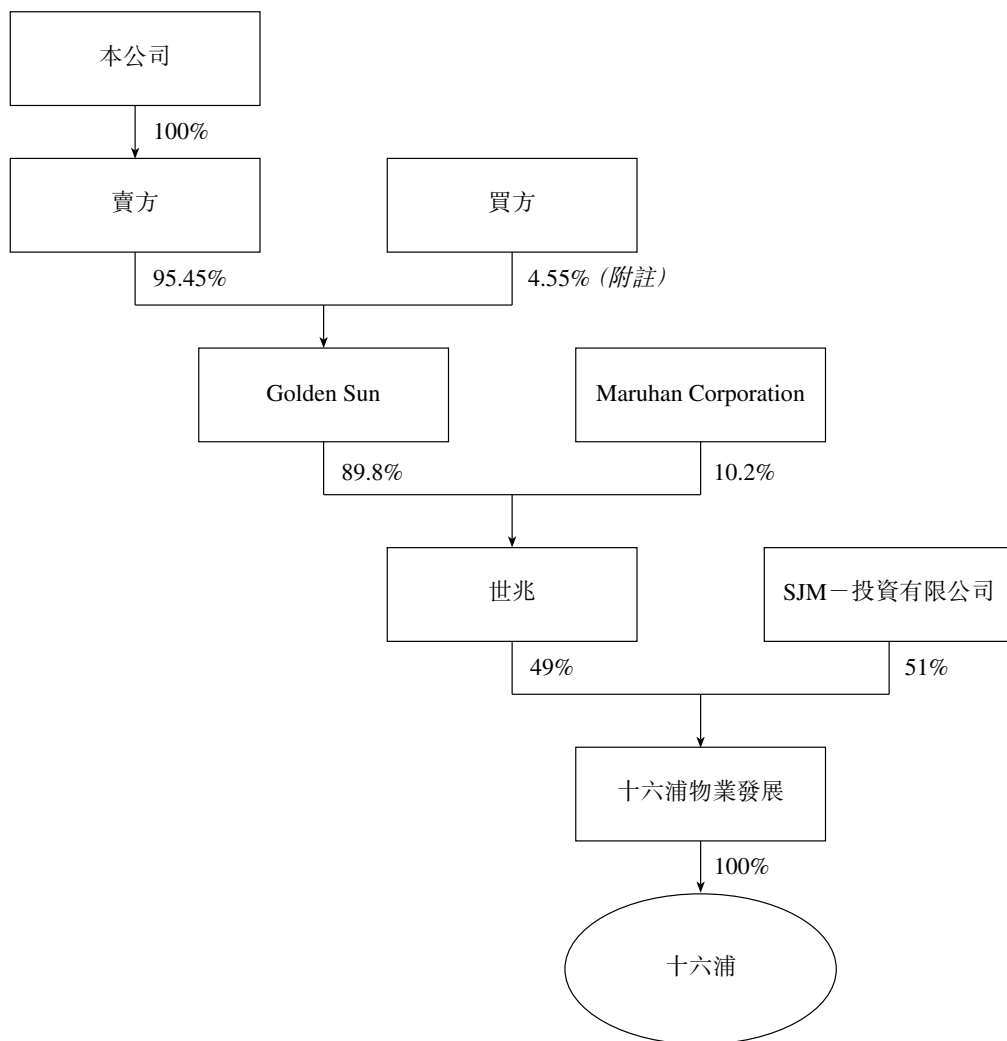 本公司
100%
賣方
買方
95.45%
4.55% (附註)
Golden Sun
Maruhan Corporation
89.8%
10.2%
世兆
SJM－投資有限公司
49%
51%
十六浦物業發展
100%
十六浦